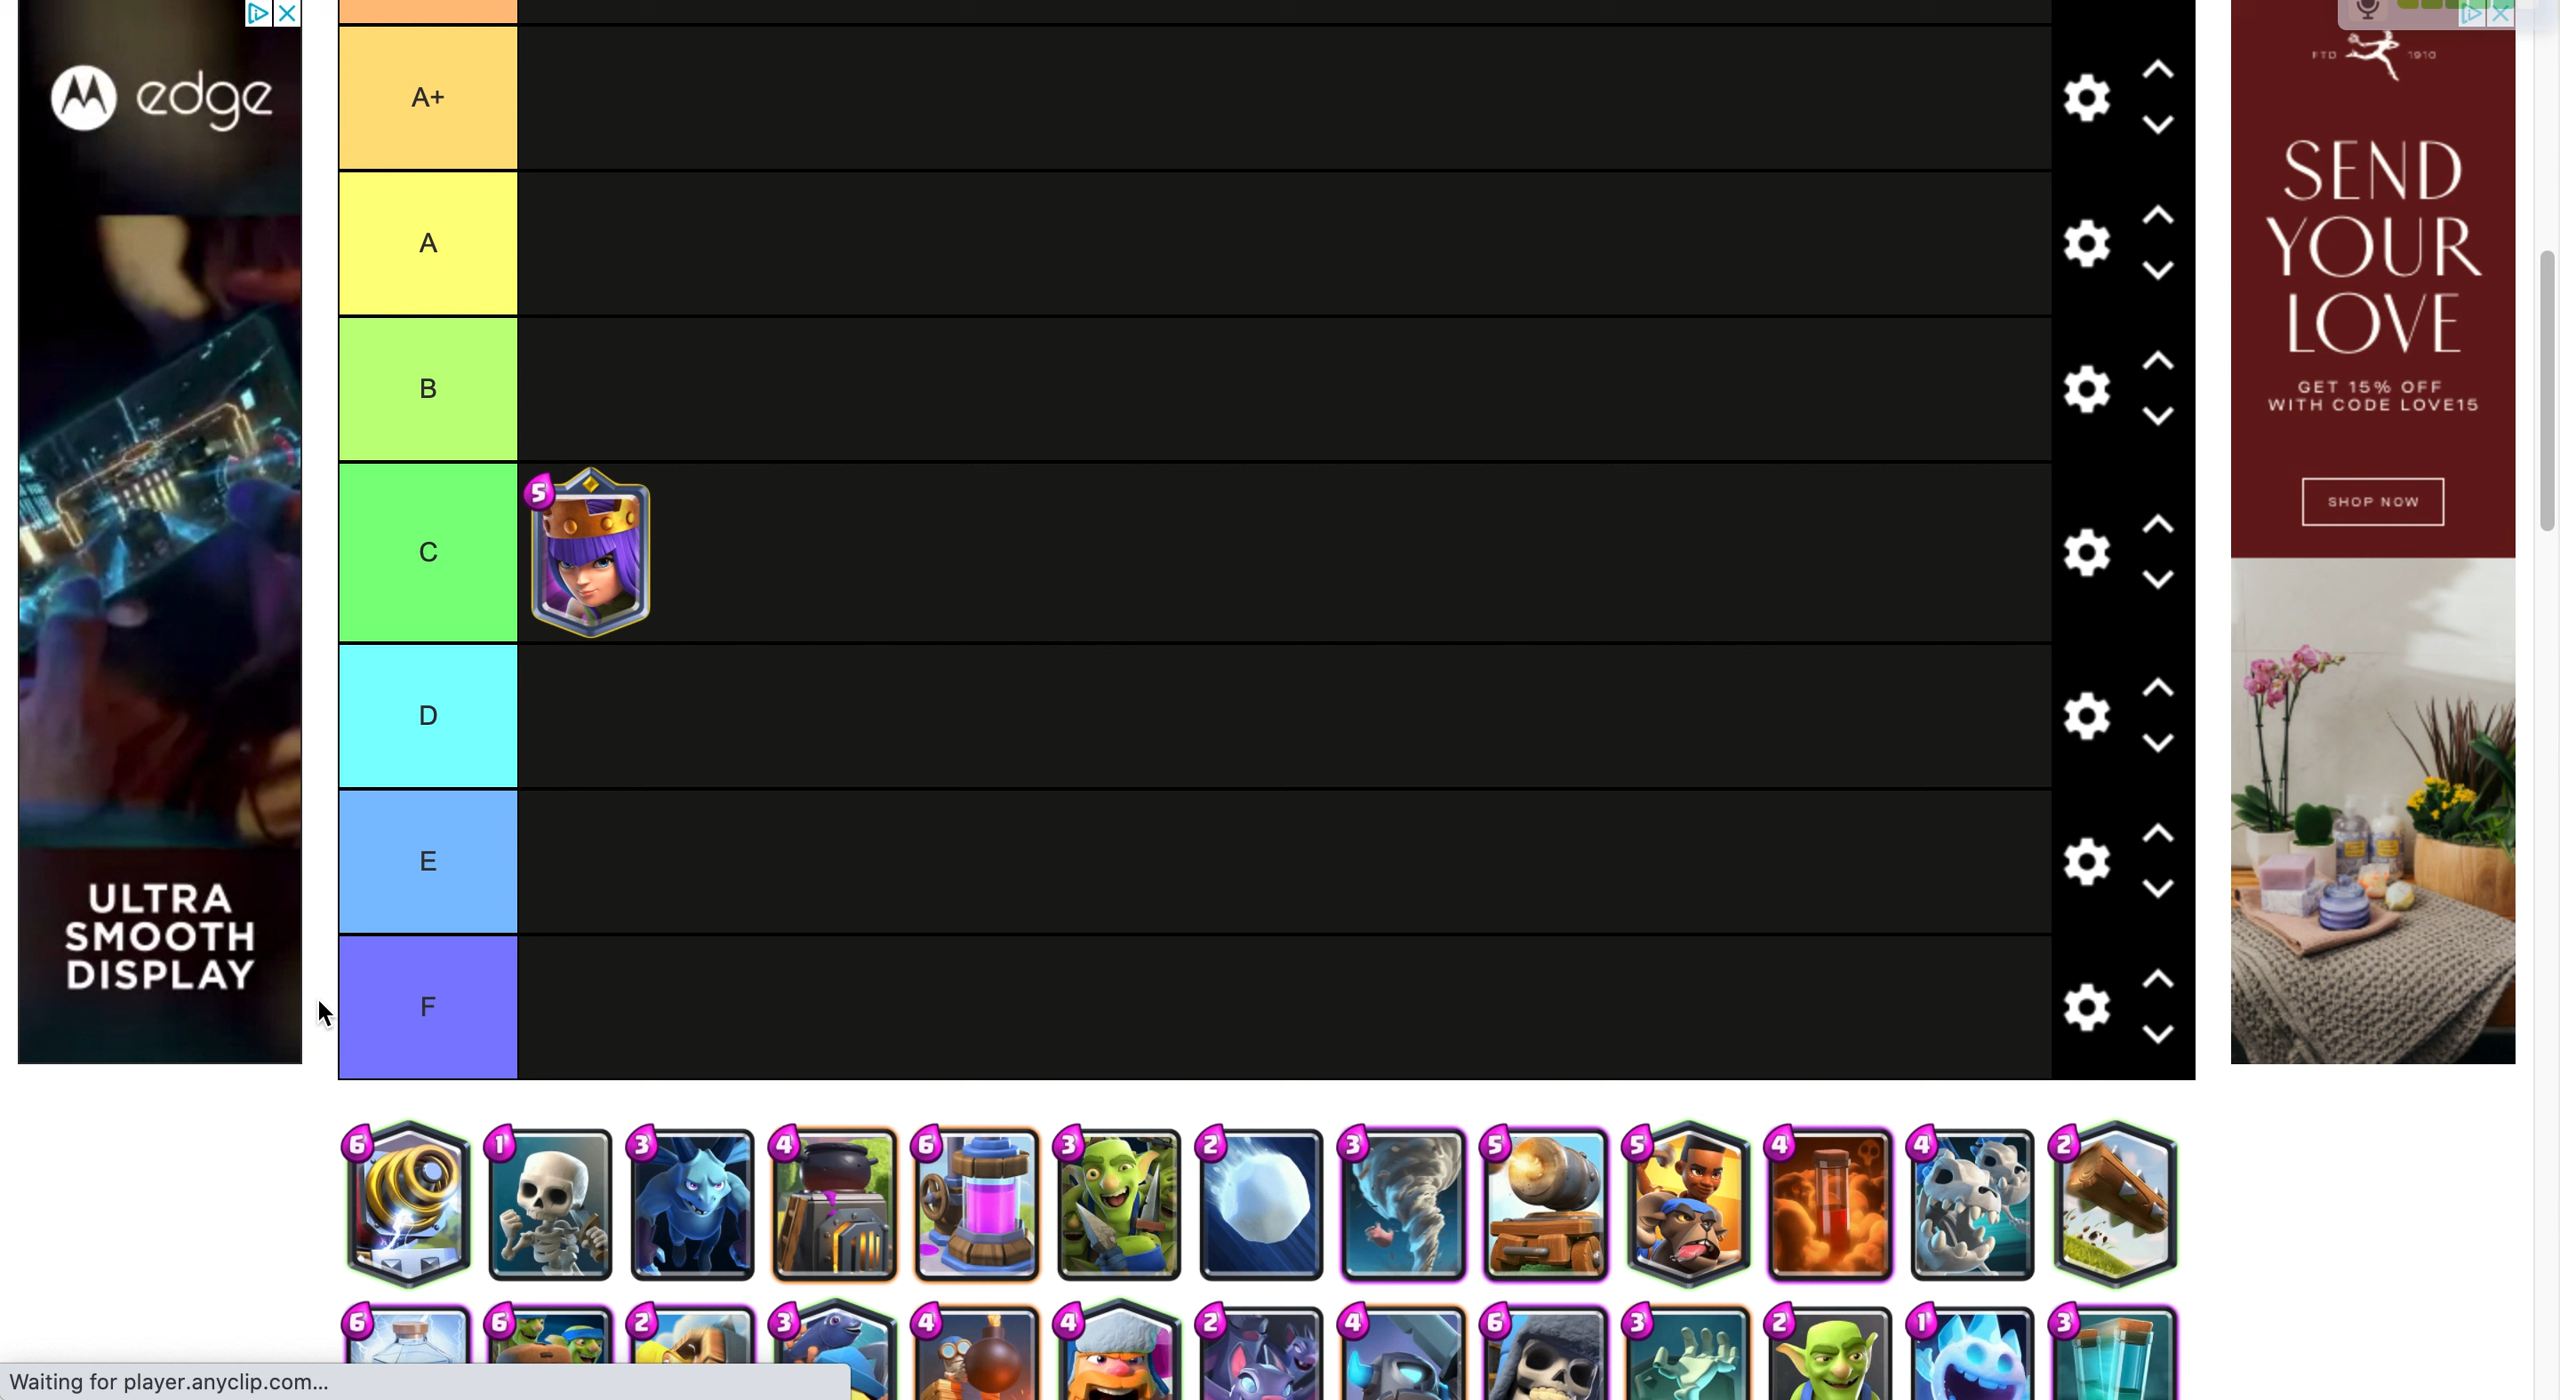 edge
ULTRA
SMOOTH
DISPLAY
A+
A
B
C
5
D
E
F
1910
SEND
YOUR
LOVE
GET 15% OFF
WITH CODE LOVE15
SHOP NOW
6 1 3 4 6 3 2 3 5 5 4 4 2
6 6 2 3 4 4 2 4 6 3 2 1 3
Waiting for player.anyclip.com...